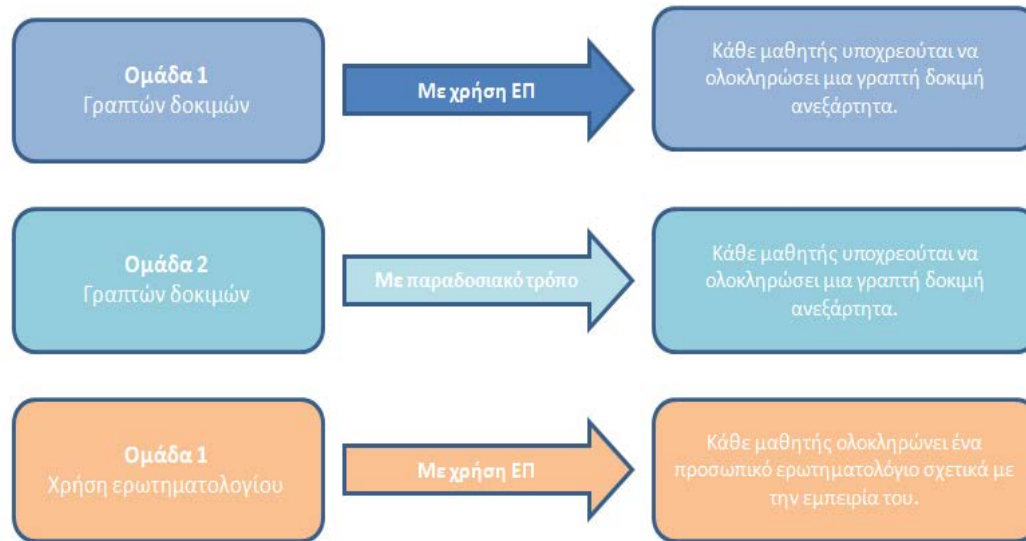 Ομάδα 1
Γραπτών δοκιμών
Με χρήση ΕΠ
Κάθε μαθητής υποχρεούται να
ολοκληρώσει μια γραπτή δοκιμή
ανεξάρτητα.
Ομάδα 2
Γραπτών δοκιμών
Με παραδοσιακό τρόπο
Κάθε μαθητής υποχρεούται να
ολοκληρώσει μια γραπτή δοκιμή
ανεξάρτητα.
Ομάδα 1
Χρήση ερωτηματολογίου
Με χρήση ΕΠ
Κάθε μαθητής ολοκληρώνει ένα
προσωπικό ερωτηματολόγιο σχετικά με
την εμπειρία του.